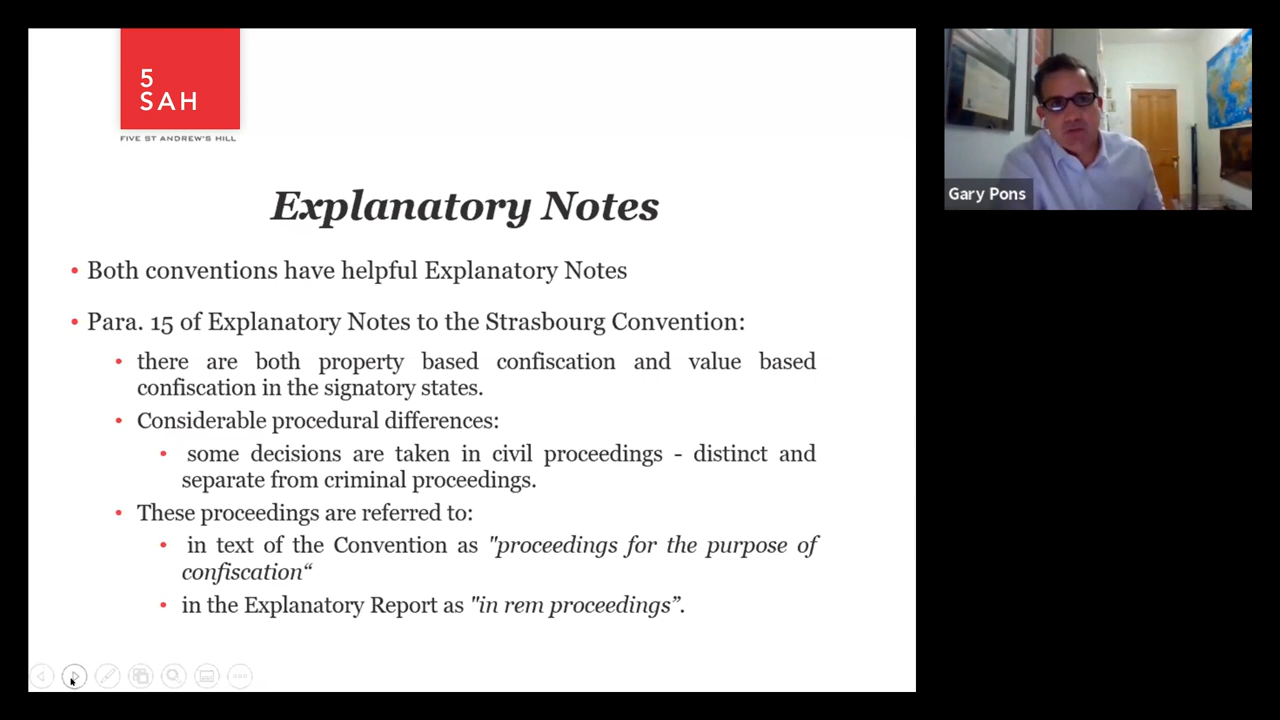 5
SAH
FIVE ST ANDREW'S HILL
Explanatory Notes
• Both conventions have helpful Explanatory Notes
• Para. 15 of Explanatory Notes to the Strasbourg Convention:
• there are both property based confiscation and value based
confiscation in the signatory states.
• Considerable procedural differences:
• some decisions are taken in civil proceedings - distinct and
separate from criminal proceedings.
• These proceedings are referred to:
• in text of the Convention as "proceedings for the purpose of
confiscation“
• in the Explanatory Report as "in rem proceedings”.
Gary Pons